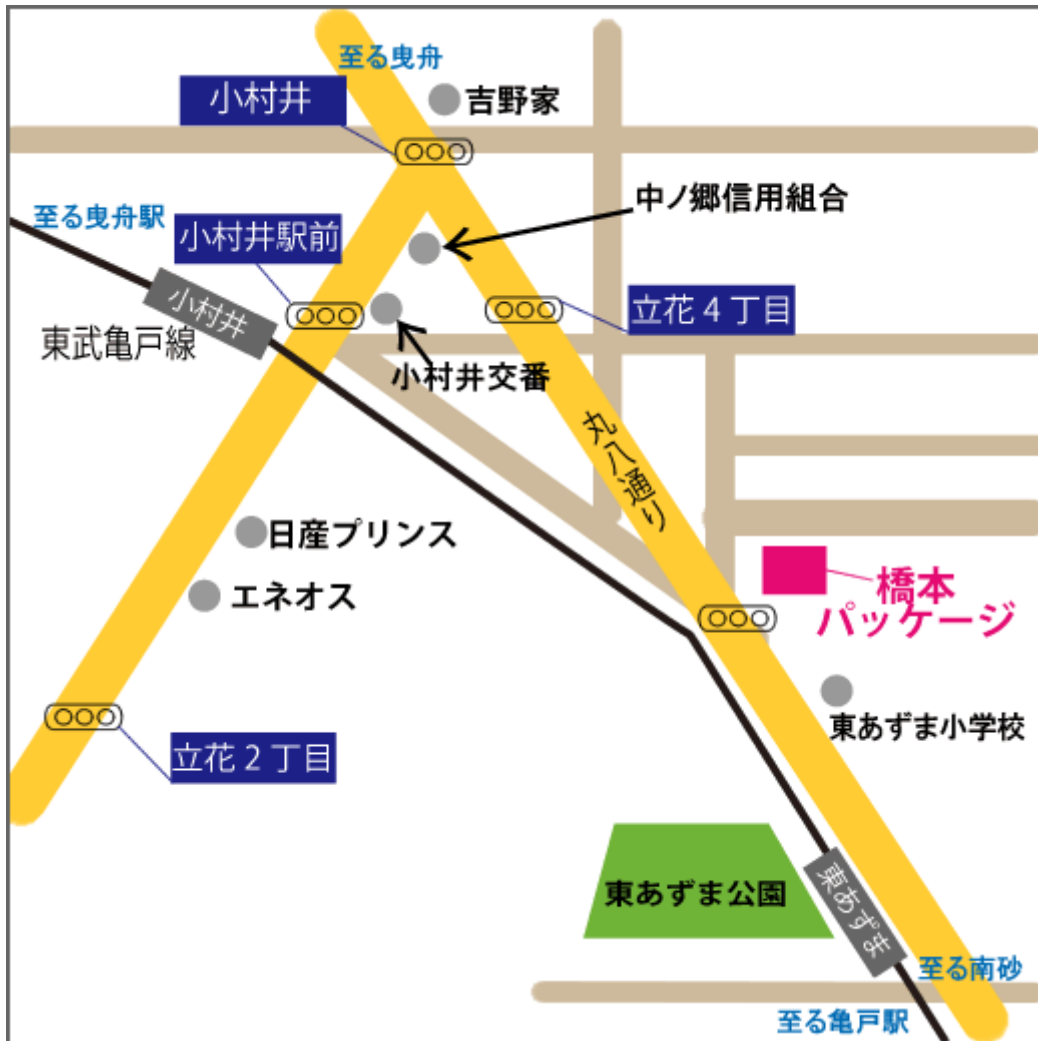 至る曳舟
小村井
吉野家
中ノ郷信用組合
至る曳舟駅
小村井駅前
小村井
立花4丁目
東武亀戸線
小村井交番
丸八通り
日産プリンス
エネオス
橋本
パッケージ
東あずま小学校
立花2丁目
東あずま公園
東あずま
至る南砂
至る亀戸駅